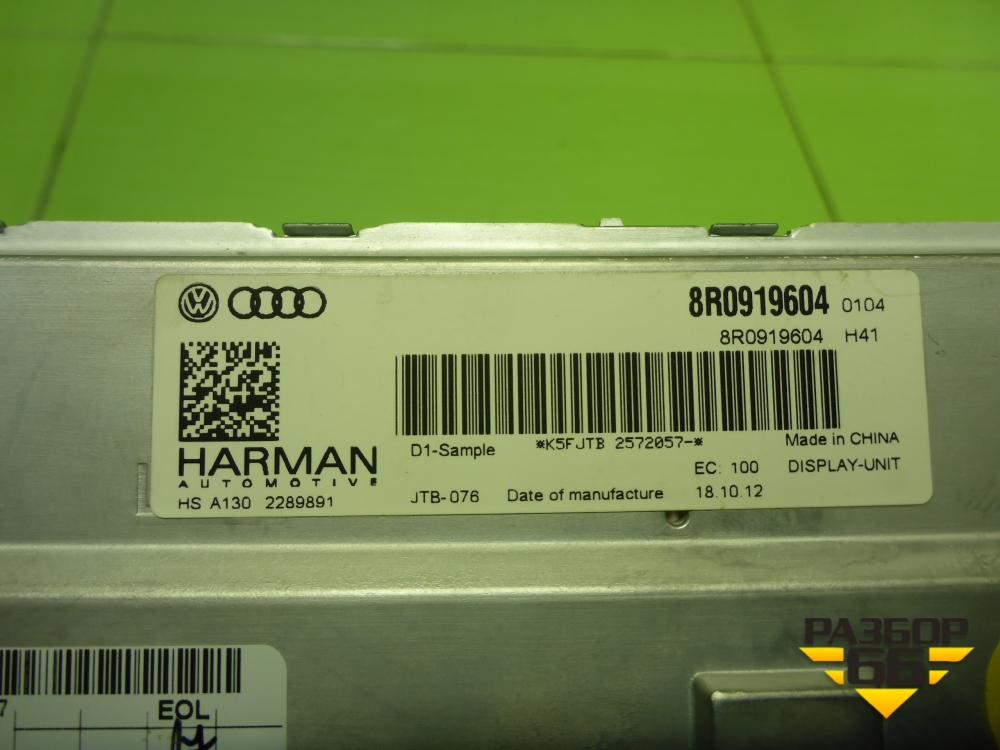 8R0919604 0104
8R0919604 H41
D1-Sample *K5FJTB 2572057-* Made in CHINA
HARMAN
AUTOMOTIVE
EC: 100 DISPLAY-UNIT
HS A130 2289891 JTB-076 Date of manufacture 18.10.12
7
EOL
РАЗБОР
66